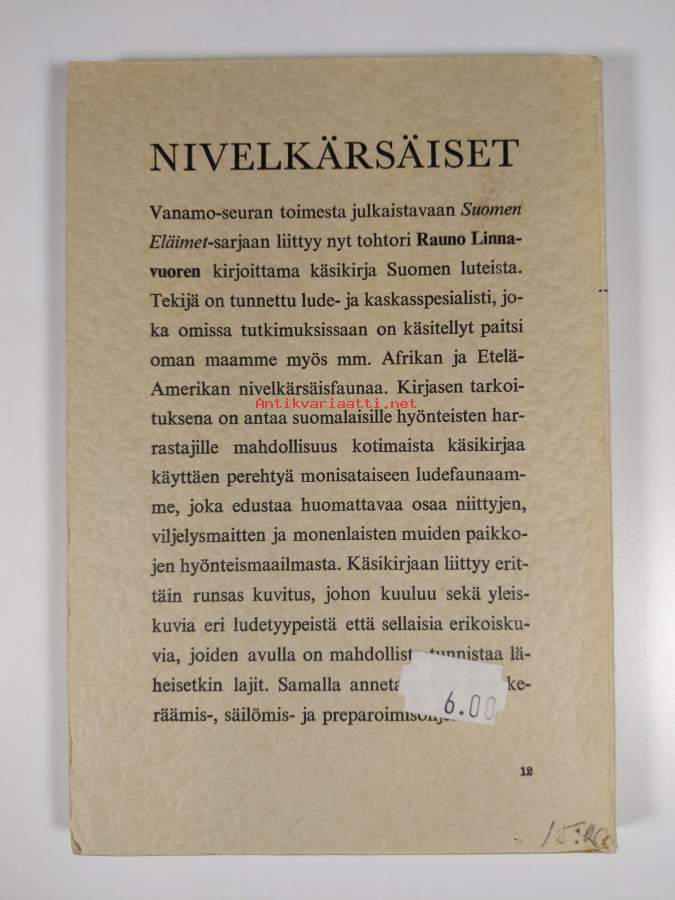 NIVELKÄRSÄISET
Vanamo-seuran toimesta julkaistavaan Suomen
Eläimet-sarjaan liittyy nyt tohtori Rauno Linna-
vuoren kirjoittama käsikirja Suomen luteista.
Tekijä on tunnettu lude- ja kaskasspesialisti, jo-
ka omissa tutkimuksissaan on käsitellyt paitsi
oman maamme myös mm. Afrikan ja Etelä-
Amerikan nivelkärsäisfaunaa. Kirjasen tarkoi-
Antikvariaatti.net
tuksena on antaa suomalaisille hyönteisten har-
rastajille mahdollisuus kotimaista käsikirjaa
käyttäen perehtyä monisataiseen ludefaunaam-
me, joka edustaa huomattavaa osaa niittyjen,
viljelysmaitten ja monenlaisten muiden paikko-
jen hyönteismaailmasta. Käsikirjaan liittyy erit-
täin runsas kuvitus, johon kuuluu sekä yleis-
kuvia eri ludetyypeistä että sellaisia erikoisku-
via, joiden avulla on mahdollista tunnistaa lä-
heisetkin lajit. Samalla ke-
räämis-, säilömis- ja
6.00
12